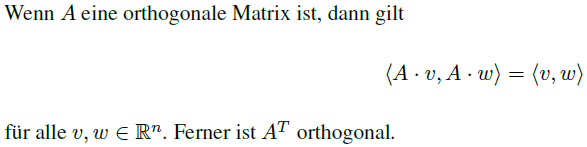 Wenn A eine orthogonale Matrix ist, dann gilt
⟨A · v, A · w⟩ = ⟨v, w⟩
für alle v, w ∈ ℝⁿ. Ferner ist Aᵀ orthogonal.